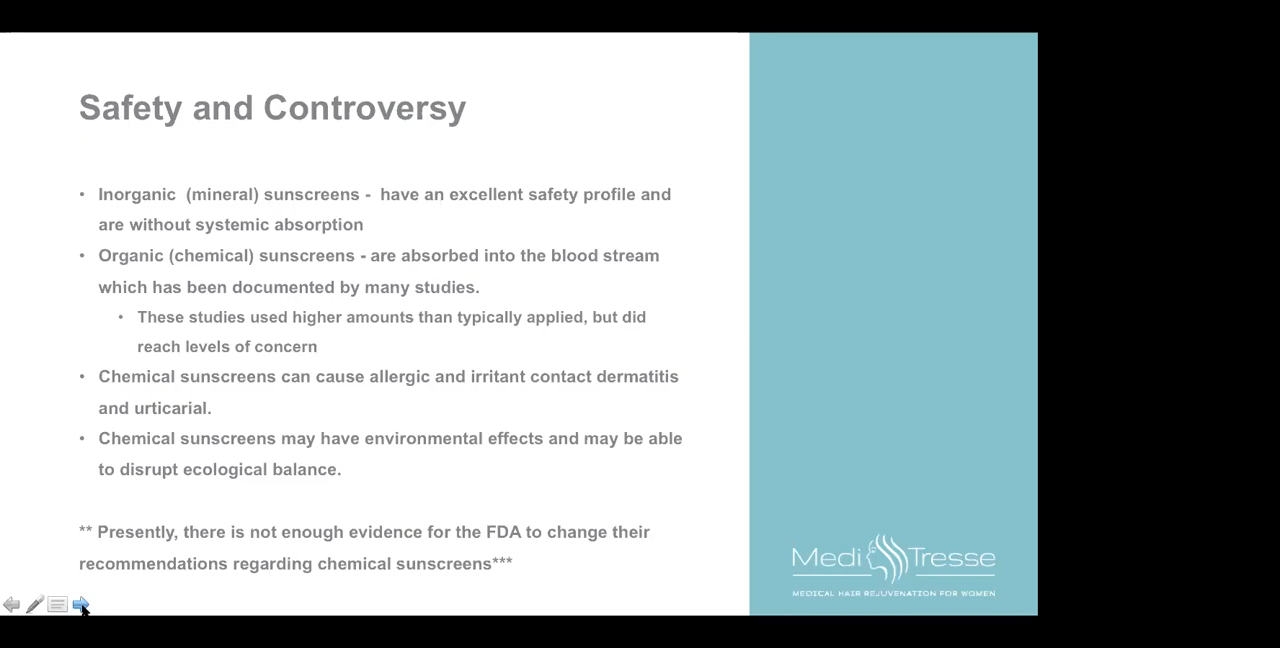 Safety and Controversy
• Inorganic (mineral) sunscreens - have an excellent safety profile and
are without systemic absorption
• Organic (chemical) sunscreens - are absorbed into the blood stream
which has been documented by many studies.
• These studies used higher amounts than typically applied, but did
reach levels of concern
• Chemical sunscreens can cause allergic and irritant contact dermatitis
and urticarial.
• Chemical sunscreens may have environmental effects and may be able
to disrupt ecological balance.
** Presently, there is not enough evidence for the FDA to change their
recommendations regarding chemical sunscreens***
Medi Tresse
MEDICAL HAIR REJUVENATION FOR WOMEN